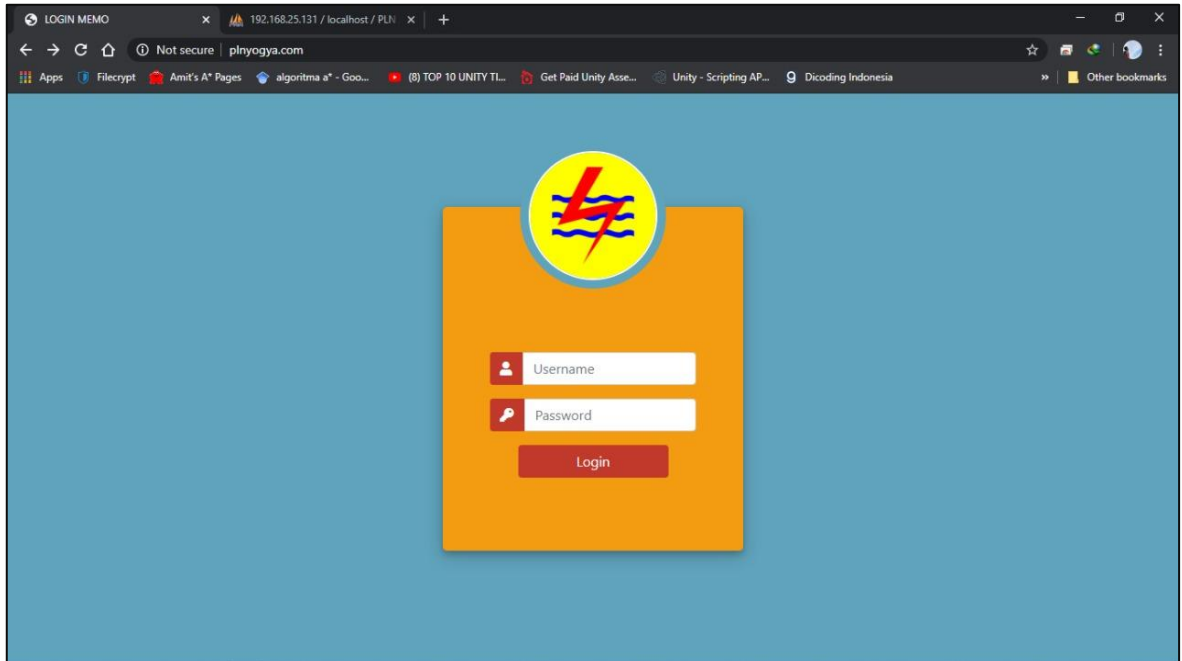 LOGIN MEMO 192.168.25.131 / localhost / PLN
Not secure plnyogya.com
Apps Filecrypt Amit's A* Pages algoritma a* - Goo... (8) TOP 10 UNITY TI... Get Paid Unity Asse... Unity - Scripting AP... Dicoding Indonesia » Other bookmarks
Username
Password
Login